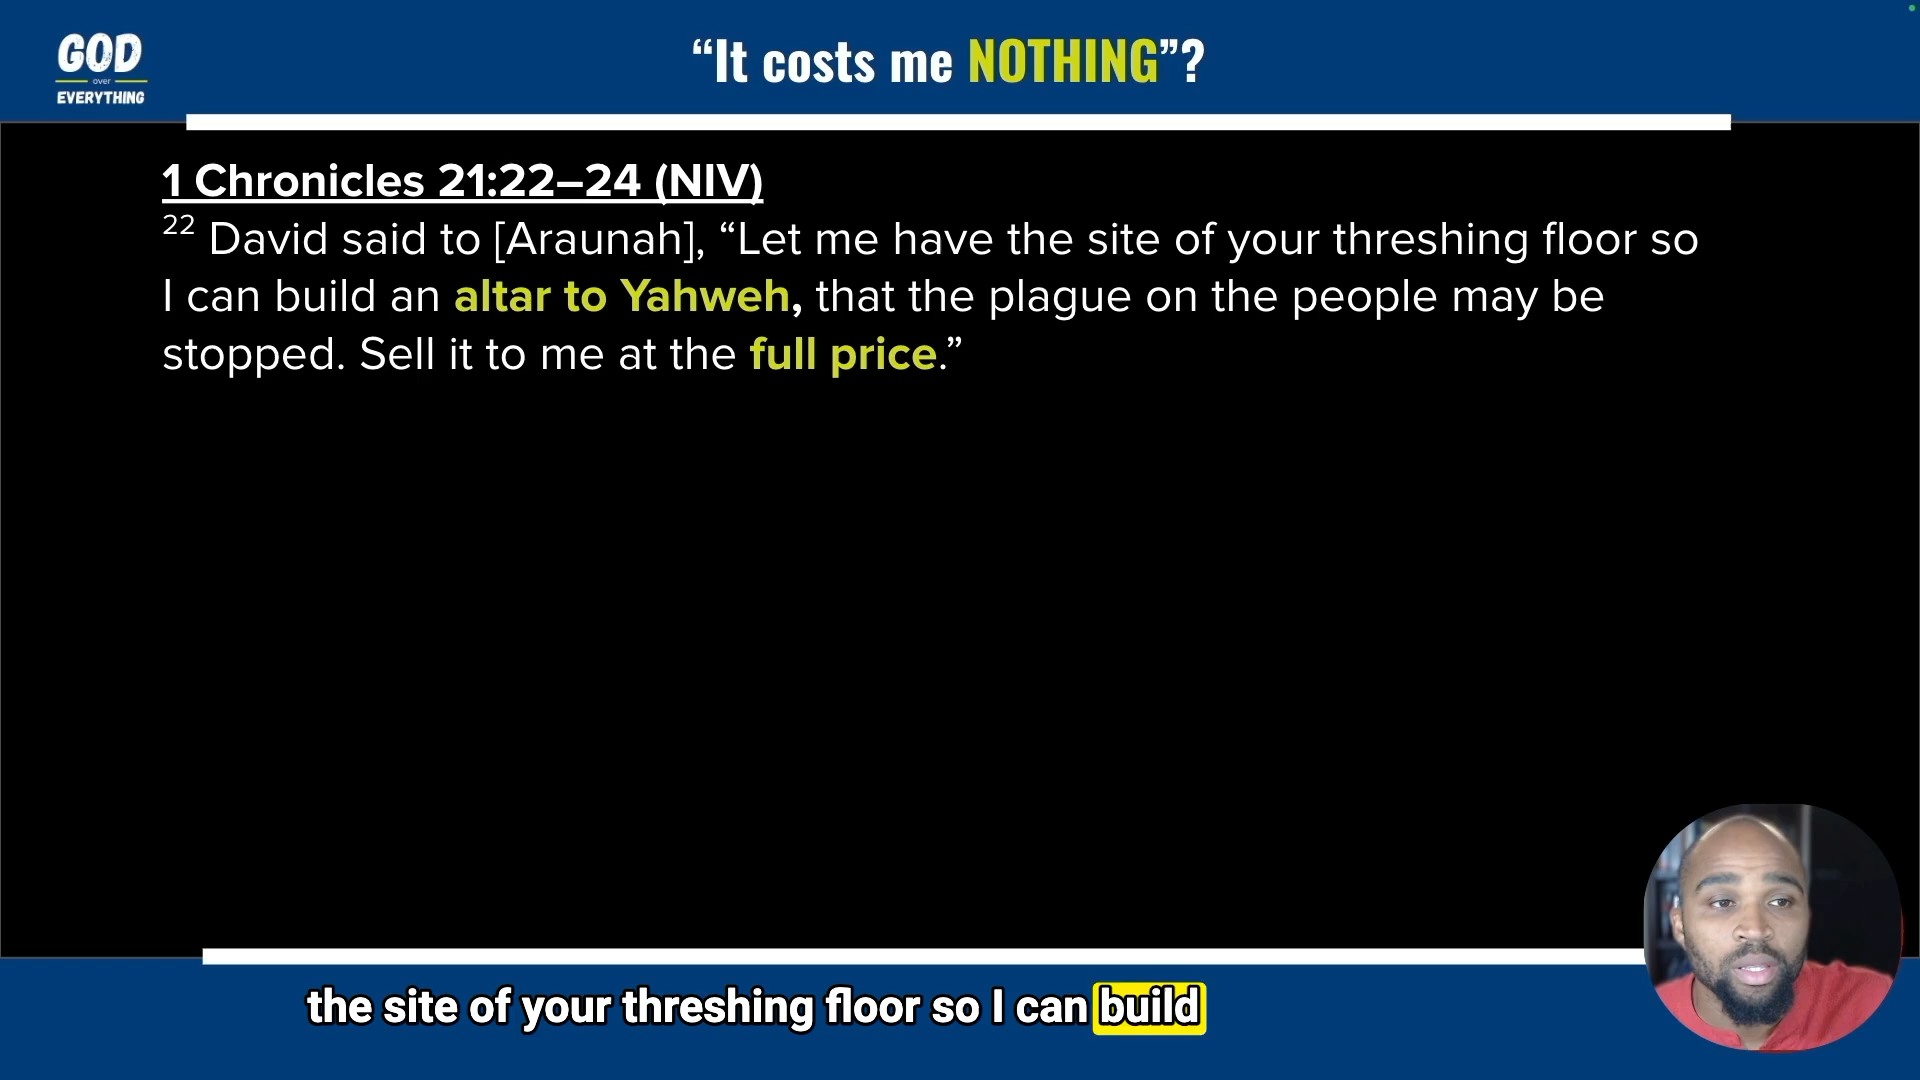 GOD
over
EVERYTHING
“It costs me NOTHING”?
1 Chronicles 21:22–24 (NIV)
22 David said to [Araunah], “Let me have the site of your threshing floor so
I can build an altar to Yahweh, that the plague on the people may be
stopped. Sell it to me at the full price.”
the site of your threshing floor so I can build